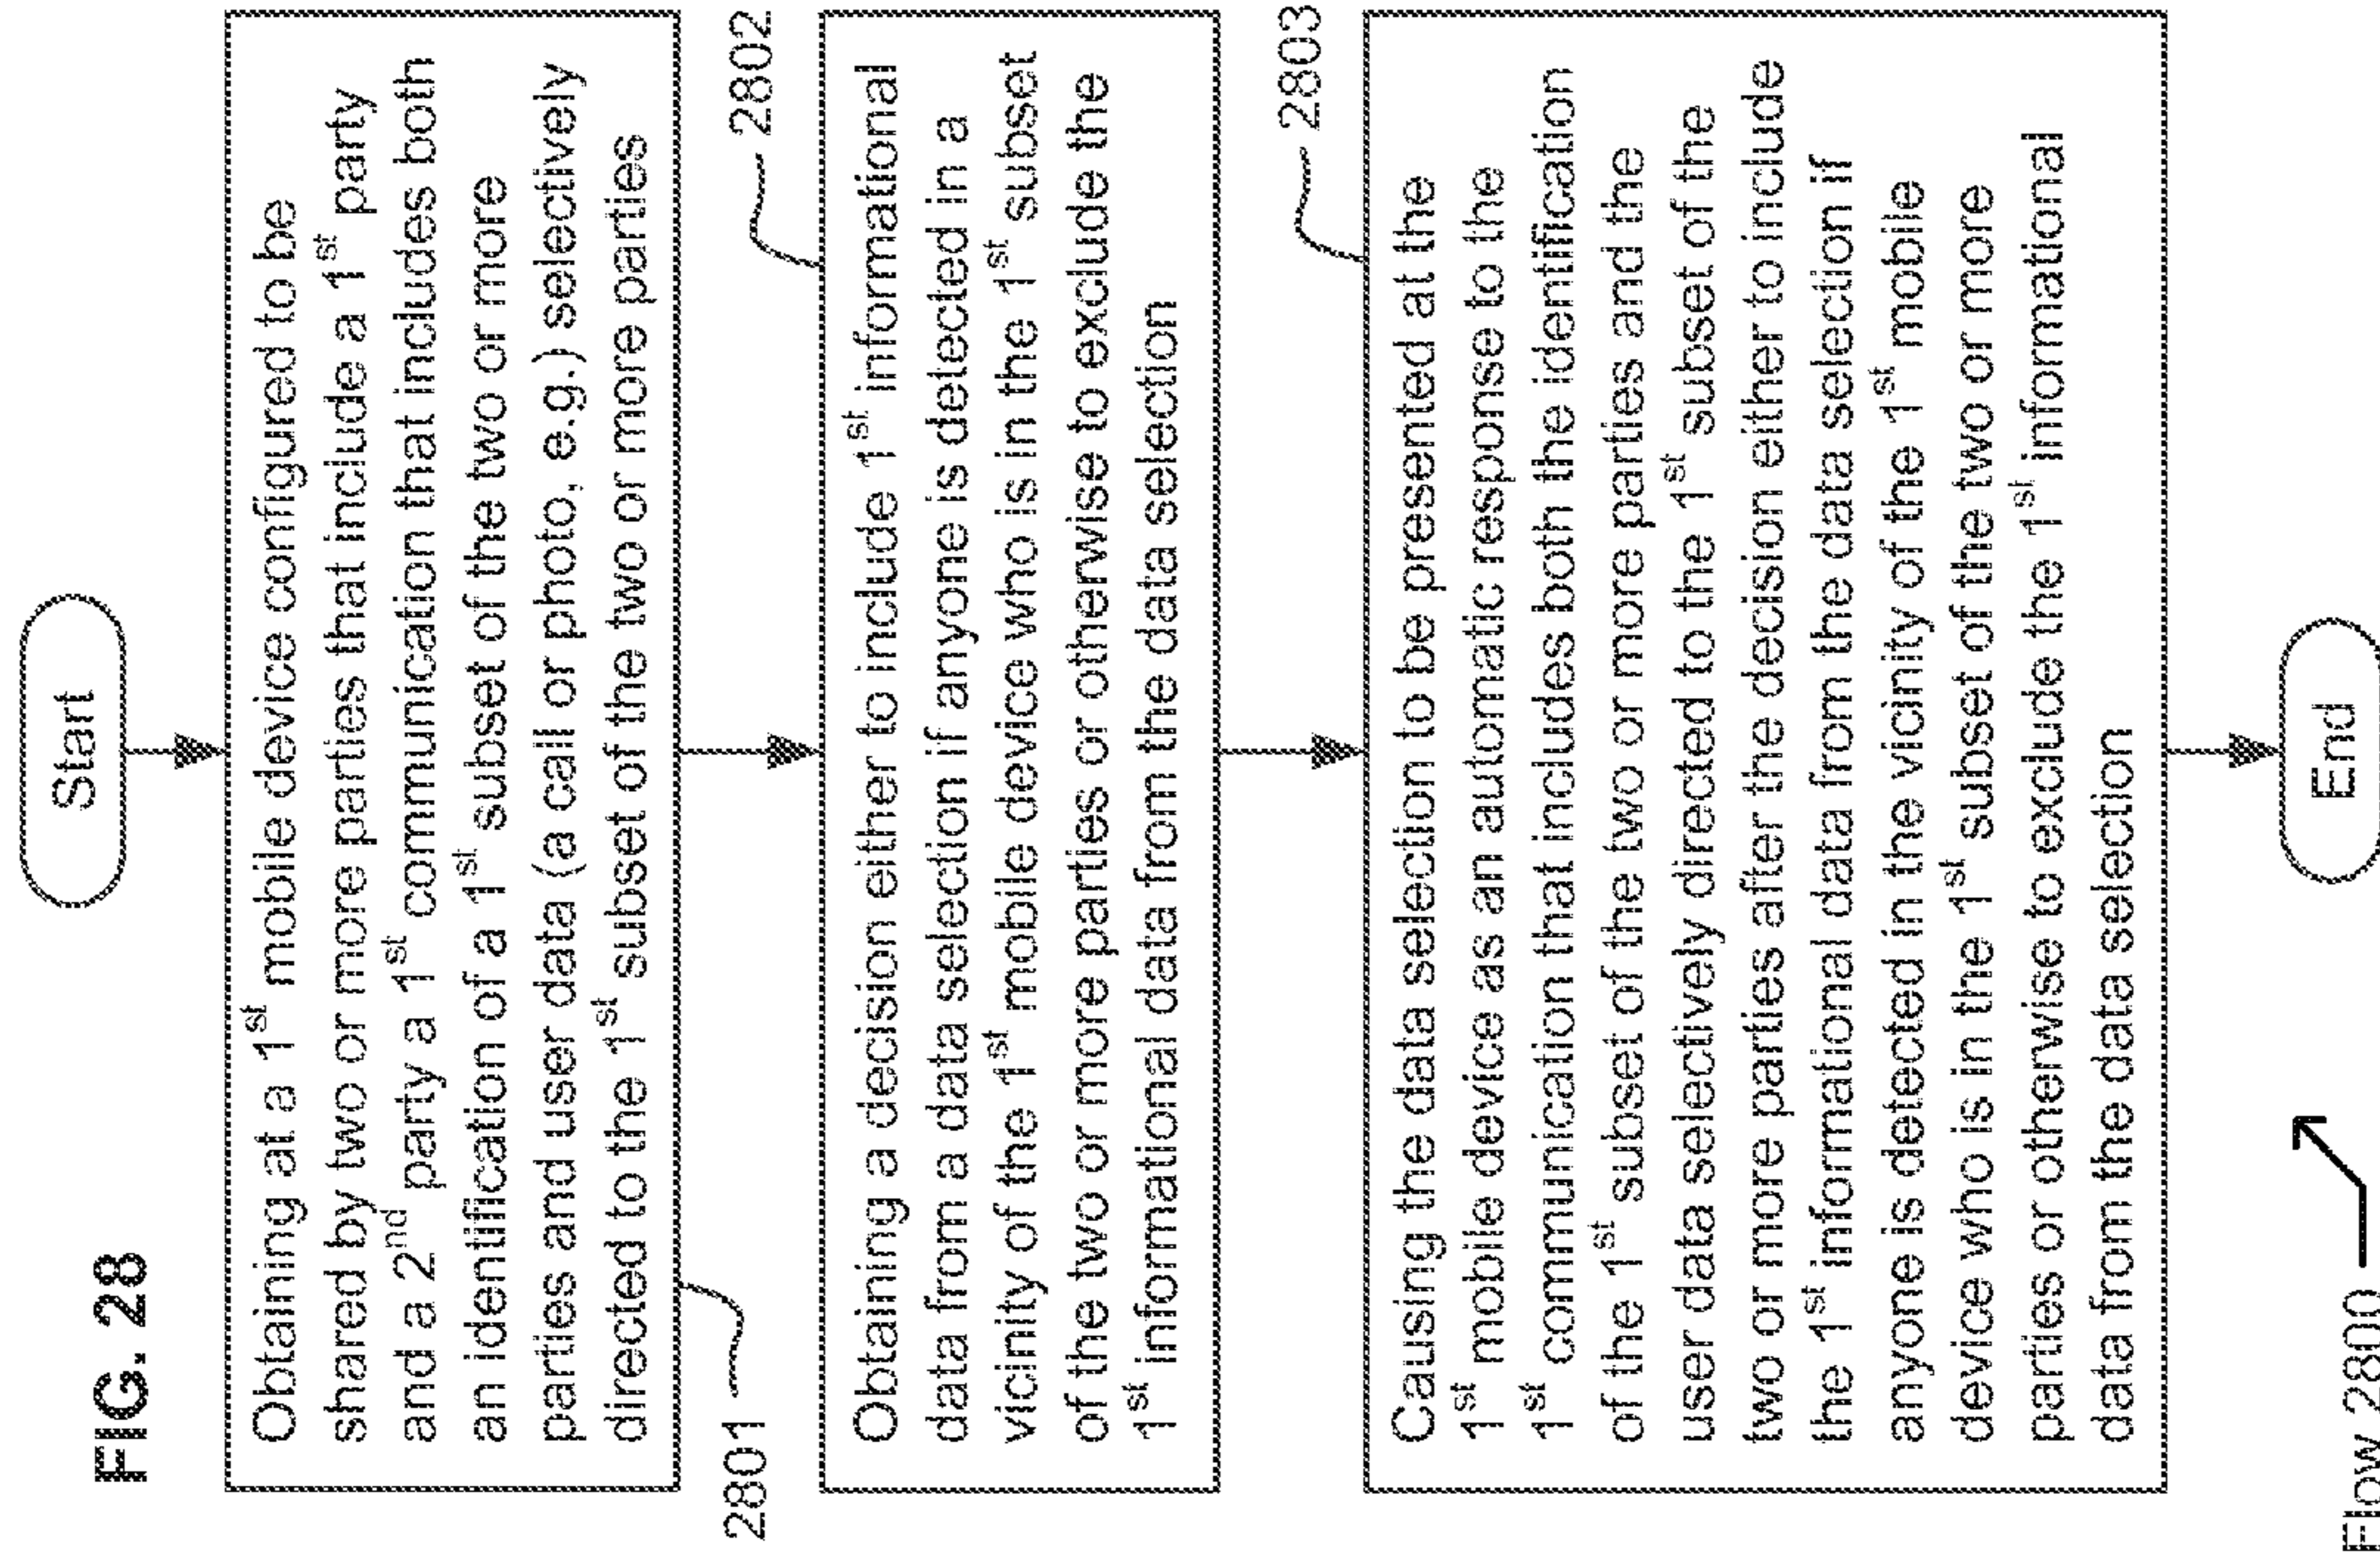 FIG. 28
Start
Obtaining at a 1st mobile device configured to be
shared by two or more parties that include a 1st party
and a 2nd party a 1st communication that includes both
an identification of a 1st subset of the two or more
parties and user data (a call or photo, e.g.) selectively
directed to the 1st subset of the two or more parties
2801
2802
Obtaining a decision either to include 1st informational
data from a data selection if anyone is detected in a
vicinity of the 1st mobile device who is in the 1st subset
of the two or more parties or otherwise to exclude the
1st informational data from the data selection
2803
Causing the data selection to be presented at the
1st mobile device as an automatic response to the
1st communication that includes both the identification
of the 1st subset of the two or more parties and the
user data selectively directed to the 1st subset of the
two or more parties after the decision either to include
the 1st informational data from the data selection if
anyone is detected in the vicinity of the 1st mobile
device who is in the 1st subset of the two or more
parties or otherwise to exclude the 1st informational
data from the data selection
End
Flow 2800